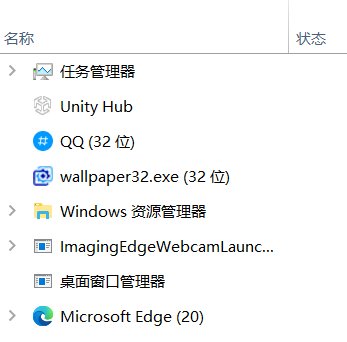 名称 状态
任务管理器
Unity Hub
QQ (32 位)
wallpaper32.exe (32 位)
Windows 资源管理器
ImagingEdgeWebcamLaunc...
桌面窗口管理器
Microsoft Edge (20)